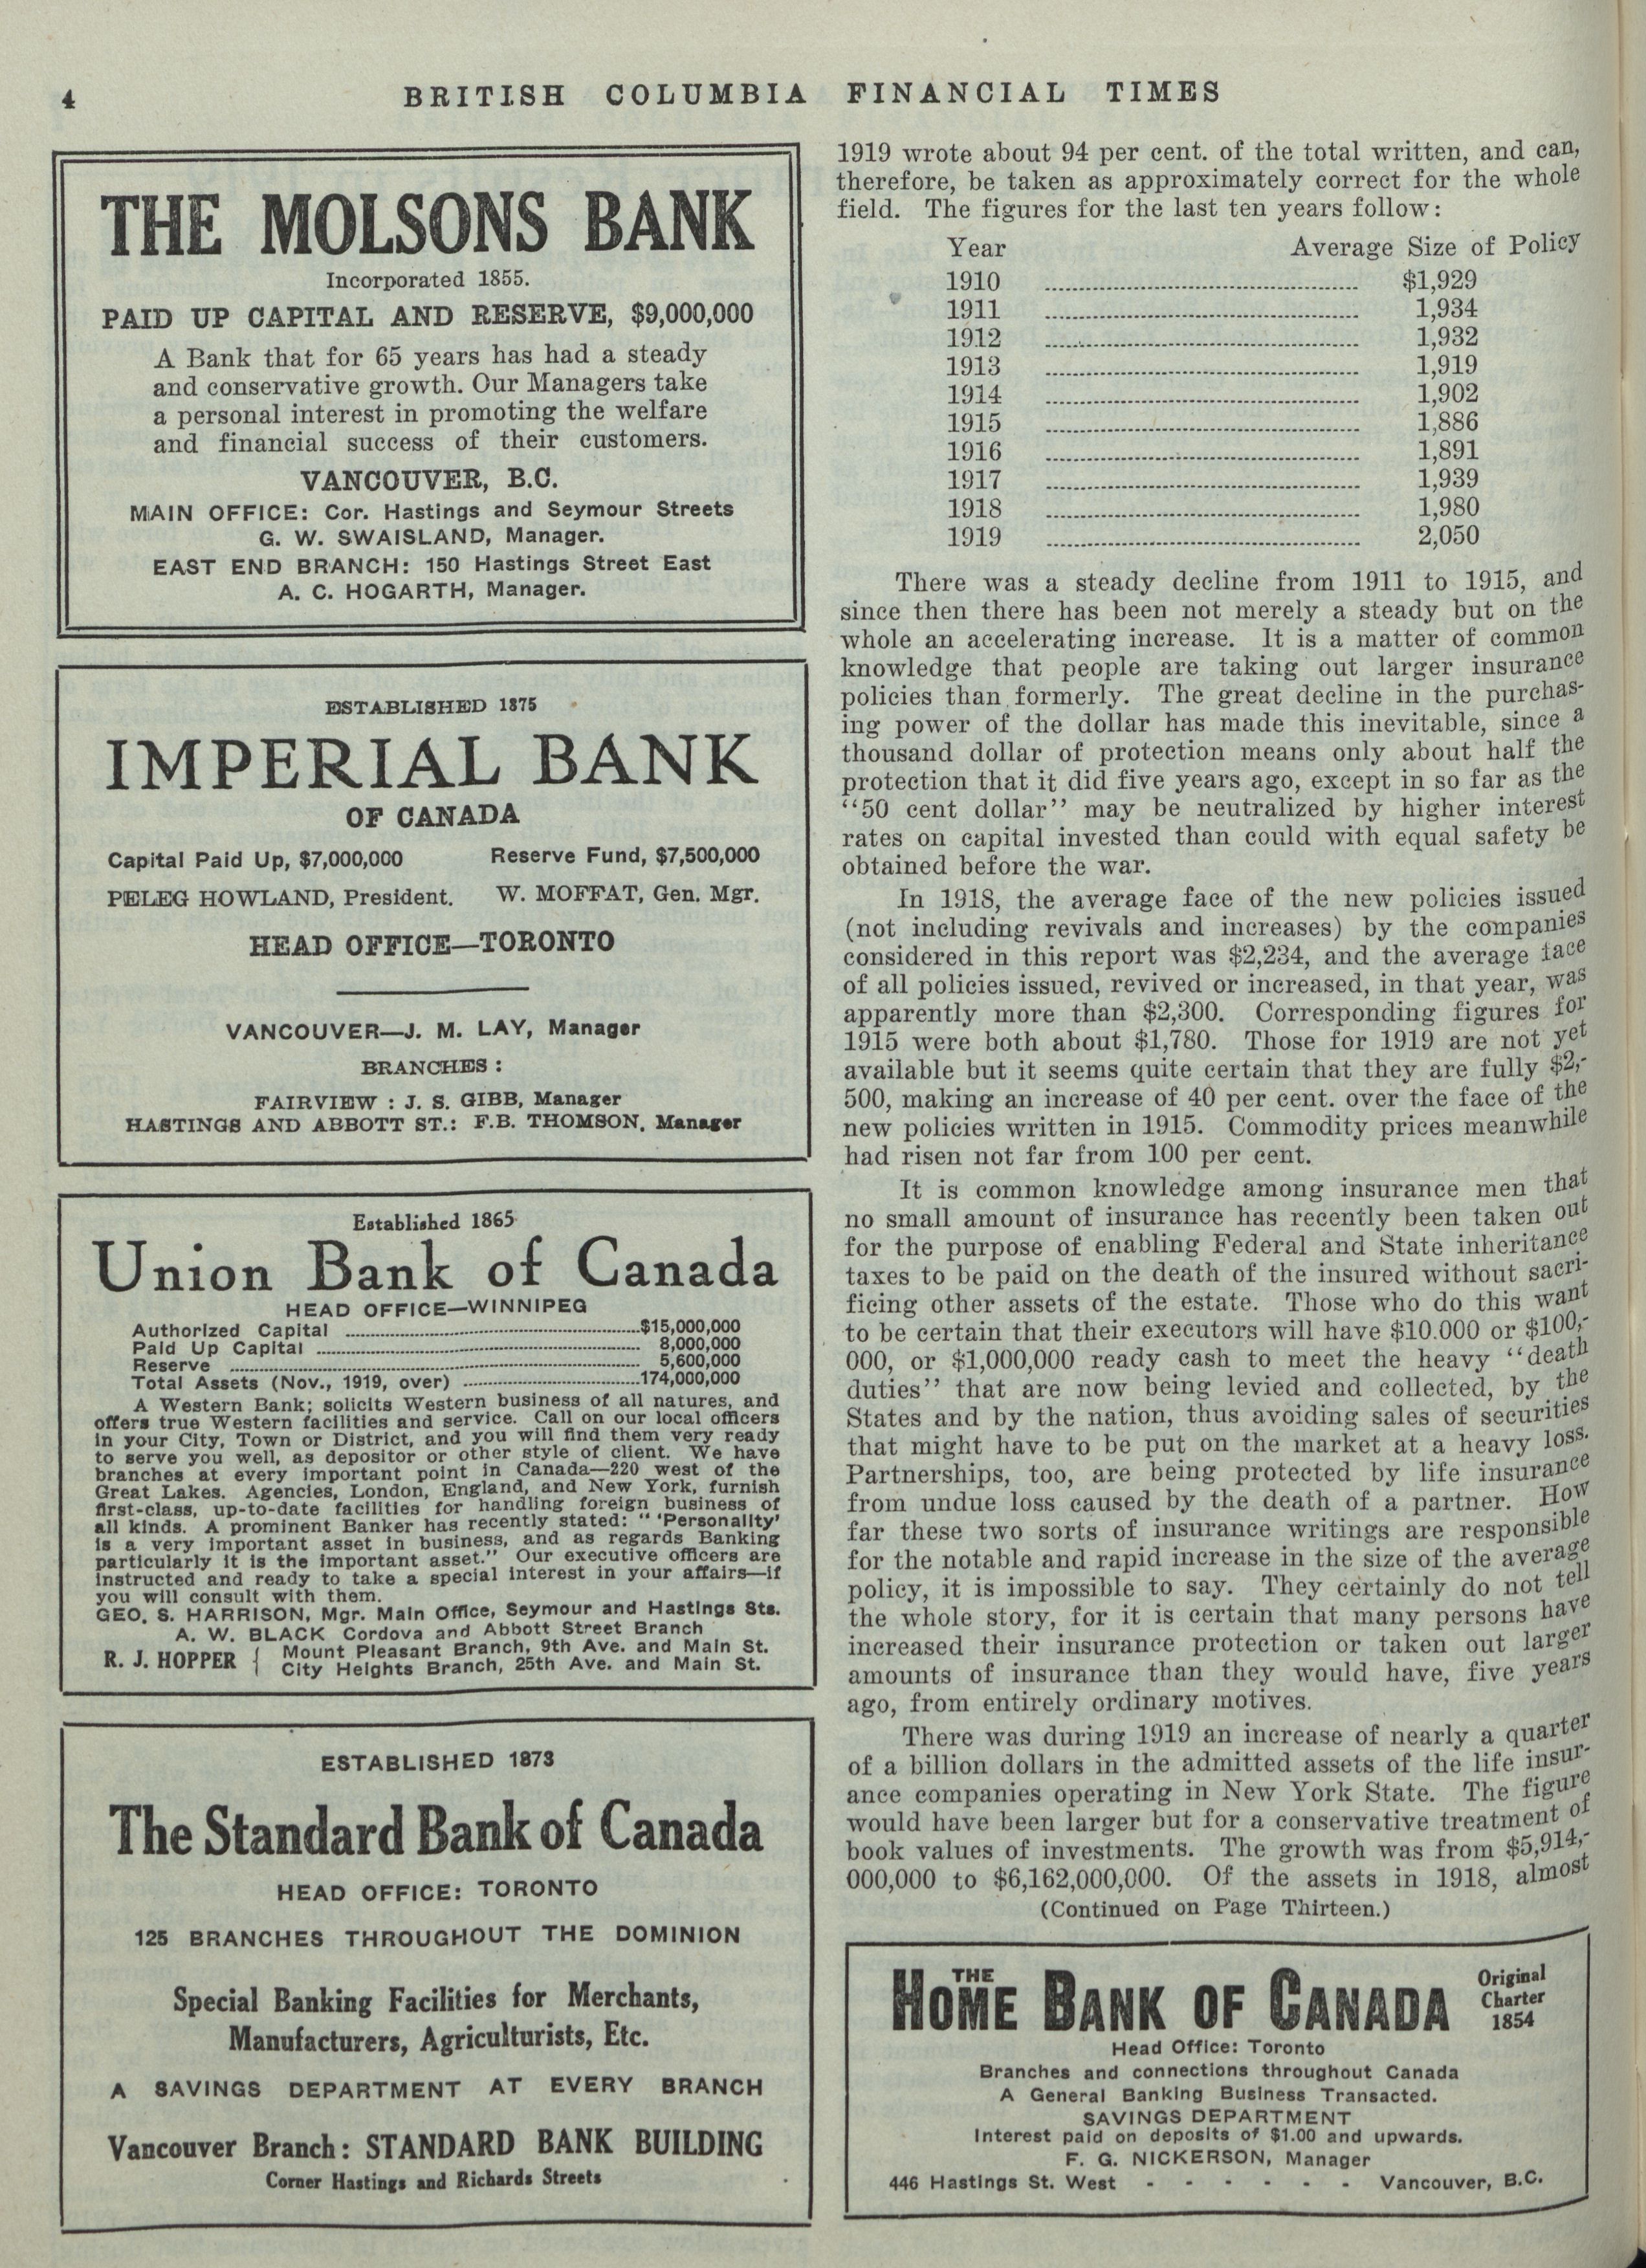 4
BRITISH COLUMBIA FINANCIAL TIMES
THE MOLSONS BANK
Incorporated 1855.
PAID UP CAPITAL AND RESERVE, $9,000,000
A Bank that for 65 years has had a steady
and conservative growth. Our Managers take
a personal interest in promoting the welfare
and financial success of their customers.
VANCOUVER, B.C.
MAIN OFFICE: Cor. Hastings and Seymour Streets
G. W. SWAISLAND, Manager.
EAST END BRANCH: 150 Hastings Street East
A. C. HOGARTH, Manager.
ESTABLISHED 1875
IMPERIAL BANK
OF CANADA
Capital Paid Up, $7,000,000 Reserve Fund, $7,500,000
PELEG HOWLAND, President. W. MOFFAT, Gen. Mgr.
HEAD OFFICE—TORONTO
VANCOUVER—J. M. LAY, Manager
BRANCHES :
FAIRVIEW : J. S. GIBB, Manager
HASTINGS AND ABBOTT ST.: F.B. THOMSON, Manager
Established 1865
Union Bank of Canada
HEAD OFFICE—WINNIPEG
Authorized Capital ........................ $15,000,000
Paid Up Capital ........................ 8,000,000
Reserve ........................ 5,600,000
Total Assets (Nov., 1919, over) ........................ 174,000,000
A Western Bank; solicits Western business of all natures, and
offers true Western facilities and service. Call on our local officers
in your City, Town or District, and you will find them very ready
to serve you well, as depositor or other style of client. We have
branches at every important point in Canada—220 west of the
Great Lakes. Agencies, London, England, and New York, furnish
first-class, up-to-date facilities for handling foreign business of
all kinds. A prominent Banker has recently stated: " 'Personality'
is a very important asset in business, and as regards Banking
particularly it is the important asset." Our executive officers are
instructed and ready to take a special interest in your affairs—if
you will consult with them.
GEO. S. HARRISON, Mgr. Main Office, Seymour and Hastings Sts.
A. W. BLACK Cordova and Abbott Street Branch
R. J. HOPPER { Mount Pleasant Branch, 9th Ave. and Main St.
City Heights Branch, 25th Ave. and Main St.
ESTABLISHED 1873
The Standard Bank of Canada
HEAD OFFICE: TORONTO
125 BRANCHES THROUGHOUT THE DOMINION
Special Banking Facilities for Merchants,
Manufacturers, Agriculturists, Etc.
A SAVINGS DEPARTMENT AT EVERY BRANCH
Vancouver Branch: STANDARD BANK BUILDING
Corner Hastings and Richards Streets
1919 wrote about 94 per cent. of the total written, and can,
therefore, be taken as approximately correct for the whole
field. The figures for the last ten years follow:
Year Average Size of Policy
1910 ........................ $1,929
1911 ........................ 1,934
1912 ........................ 1,932
1913 ........................ 1,919
1914 ........................ 1,902
1915 ........................ 1,886
1916 ........................ 1,891
1917 ........................ 1,939
1918 ........................ 1,980
1919 ........................ 2,050
There was a steady decline from 1911 to 1915, and
since then there has been not merely a steady but on the
whole an accelerating increase. It is a matter of common
knowledge that people are taking out larger insurance
policies than formerly. The great decline in the purchas-
ing power of the dollar has made this inevitable, since a
thousand dollar of protection means only about half the
protection that it did five years ago, except in so far as the
"50 cent dollar" may be neutralized by higher interest
rates on capital invested than could with equal safety be
obtained before the war.
In 1918, the average face of the new policies issued
(not including revivals and increases) by the companies
considered in this report was $2,234, and the average face
of all policies issued, revived or increased, in that year, was
apparently more than $2,300. Corresponding figures for
1915 were both about $1,780. Those for 1919 are not yet
available but it seems quite certain that they are fully $2,-
500, making an increase of 40 per cent. over the face of the
new policies written in 1915. Commodity prices meanwhile
had risen not far from 100 per cent.
It is common knowledge among insurance men that
no small amount of insurance has recently been taken out
for the purpose of enabling Federal and State inheritance
taxes to be paid on the death of the insured without sacri-
ficing other assets of the estate. Those who do this want
to be certain that their executors will have $10.000 or $100,-
000, or $1,000,000 ready cash to meet the heavy "death
duties" that are now being levied and collected, by the
States and by the nation, thus avoiding sales of securities
that might have to be put on the market at a heavy loss.
Partnerships, too, are being protected by life insurance
from undue loss caused by the death of a partner. How
far these two sorts of insurance writings are responsible
for the notable and rapid increase in the size of the average
policy, it is impossible to say. They certainly do not tell
the whole story, for it is certain that many persons have
increased their insurance protection or taken out larger
amounts of insurance than they would have, five years
ago, from entirely ordinary motives.
There was during 1919 an increase of nearly a quarter
of a billion dollars in the admitted assets of the life insur-
ance companies operating in New York State. The figure
would have been larger but for a conservative treatment of
book values of investments. The growth was from $5,914,-
000,000 to $6,162,000,000. Of the assets in 1918, almost
(Continued on Page Thirteen.)
THE
HOME BANK OF CANADA
Original
Charter
1854
Head Office: Toronto
Branches and connections throughout Canada
A General Banking Business Transacted.
SAVINGS DEPARTMENT
Interest paid on deposits of $1.00 and upwards.
F. G. NICKERSON, Manager
446 Hastings St. West - - - - - - Vancouver, B.C.